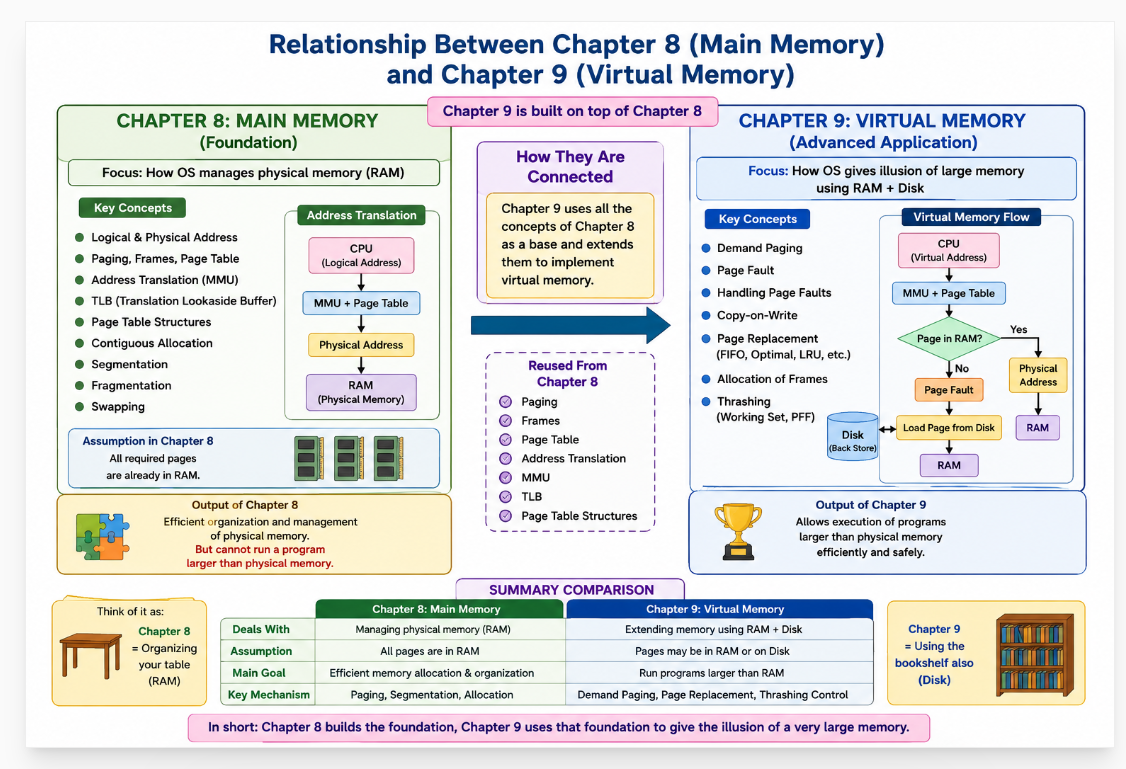 Relationship Between Chapter 8 (Main Memory)
and Chapter 9 (Virtual Memory)
Chapter 9 is built on top of Chapter 8
CHAPTER 8: MAIN MEMORY
(Foundation)
Focus: How OS manages physical memory (RAM)
Key Concepts
Logical & Physical Address
Paging, Frames, Page Table
Address Translation (MMU)
TLB (Translation Lookaside Buffer)
Page Table Structures
Contiguous Allocation
Segmentation
Fragmentation
Swapping
Address Translation
CPU
(Logical Address)
MMU + Page Table
Physical Address
RAM
(Physical Memory)
Assumption in Chapter 8
All required pages
are already in RAM.
Output of Chapter 8
Efficient organization and management
of physical memory.
But cannot run a program
larger than physical memory.
How They Are
Connected
Chapter 9 uses all the
concepts of Chapter 8
as a base and extends
them to implement
virtual memory.
Reused From
Chapter 8
Paging
Frames
Page Table
Address Translation
MMU
TLB
Page Table Structures
CHAPTER 9: VIRTUAL MEMORY
(Advanced Application)
Focus: How OS gives illusion of large memory
using RAM + Disk
Key Concepts
Demand Paging
Page Fault
Handling Page Faults
Copy-on-Write
Page Replacement
(FIFO, Optimal, LRU, etc.)
Allocation of Frames
Thrashing
(Working Set, PFF)
Virtual Memory Flow
CPU
(Virtual Address)
MMU + Page Table
Page in RAM?
Yes
No
Physical
Address
Page Fault
RAM
Disk
(Back Store)
Load Page from Disk
RAM
Output of Chapter 9
Allows execution of programs
larger than physical memory
efficiently and safely.
SUMMARY COMPARISON
Chapter 8: Main Memory Chapter 9: Virtual Memory
Deals With Managing physical memory (RAM) Extending memory using RAM + Disk
Assumption All pages are in RAM Pages may be in RAM or on Disk
Main Goal Efficient memory allocation & organization Run programs larger than RAM
Key Mechanism Paging, Segmentation, Allocation Demand Paging, Page Replacement, Thrashing Control
Think of it as:
Chapter 8
= Organizing
your table
(RAM)
Chapter 9
= Using the
bookshelf also
(Disk)
In short: Chapter 8 builds the foundation, Chapter 9 uses that foundation to give the illusion of a very large memory.